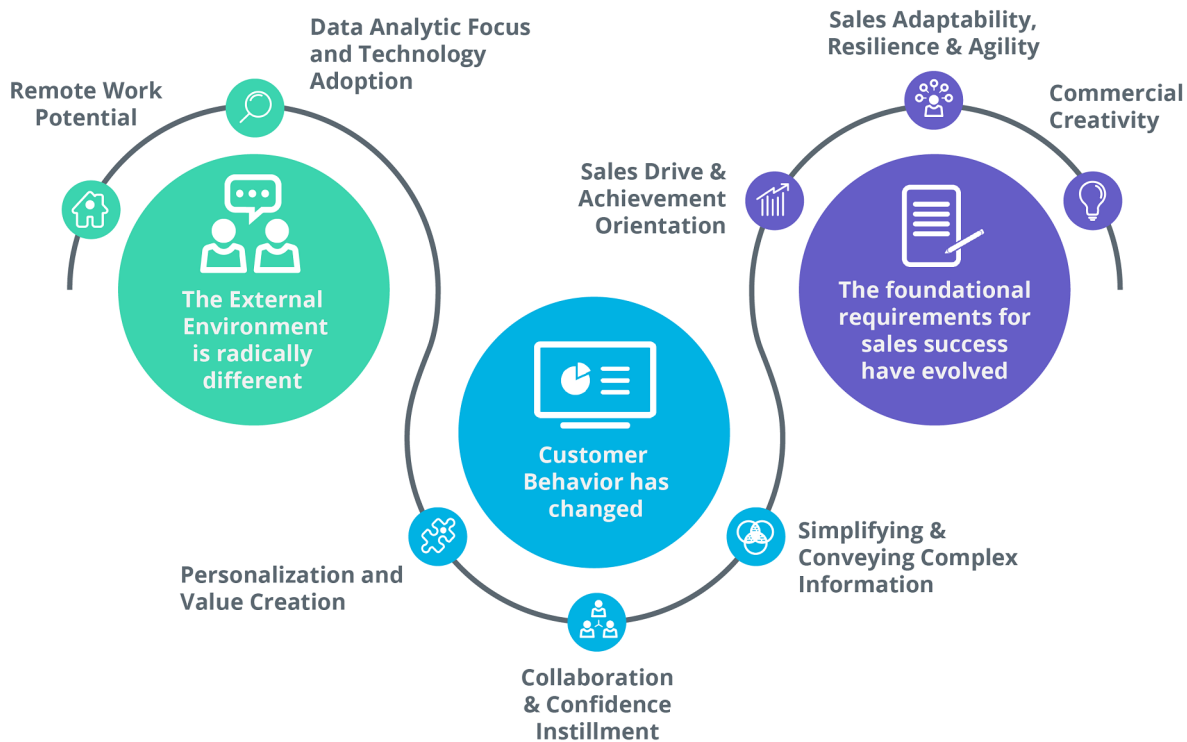 Remote Work
Potential
Data Analytic Focus
and Technology
Adoption
The External
Environment
is radically
different
Personalization and
Value Creation
Customer
Behavior has
changed
Collaboration
& Confidence
Instillment
Simplifying &
Conveying Complex
Information
Sales Drive &
Achievement
Orientation
Sales Adaptability,
Resilience & Agility
Commercial
Creativity
The foundational
requirements for
sales success
have evolved